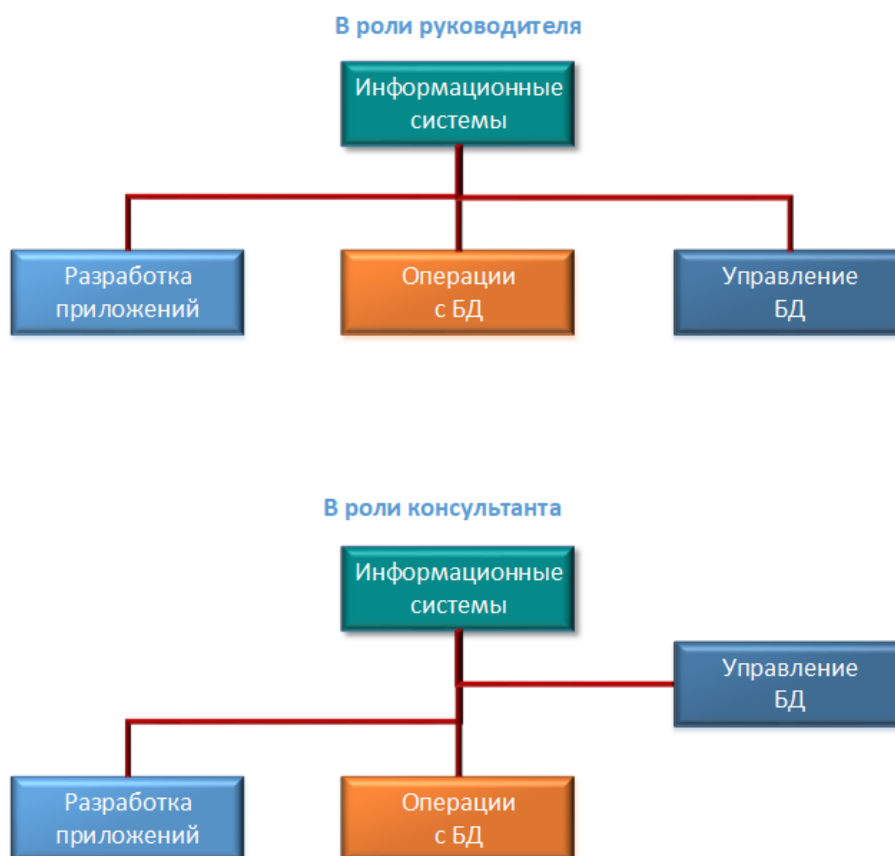 В роли руководителя
Информационные
системы
Разработка
приложений
Операции
с БД
Управление
БД
В роли консультанта
Информационные
системы
Управление
БД
Разработка
приложений
Операции
с БД